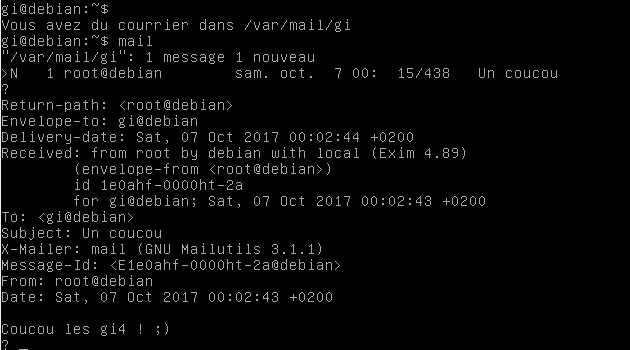 gi@debian:~$
Vous avez du courrier dans /var/mail/gi
gi@debian:~$ mail
"/var/mail/gi": 1 message 1 nouveau
>N   1 root@debian         sam. oct.  7 00:  15/438   Un coucou
?
Return-path: <root@debian>
Envelope-to: gi@debian
Delivery-date: Sat, 07 Oct 2017 00:02:44 +0200
Received: from root by debian with local (Exim 4.89)
        (envelope-from <root@debian>)
        id 1e0ahf-0000ht-2a
        for gi@debian; Sat, 07 Oct 2017 00:02:43 +0200
To: <gi@debian>
Subject: Un coucou
X-Mailer: mail (GNU Mailutils 3.1.1)
Message-Id: <E1e0ahf-0000ht-2a@debian>
From: root@debian
Date: Sat, 07 Oct 2017 00:02:43 +0200

Coucou les gi4 ! ;)
? _